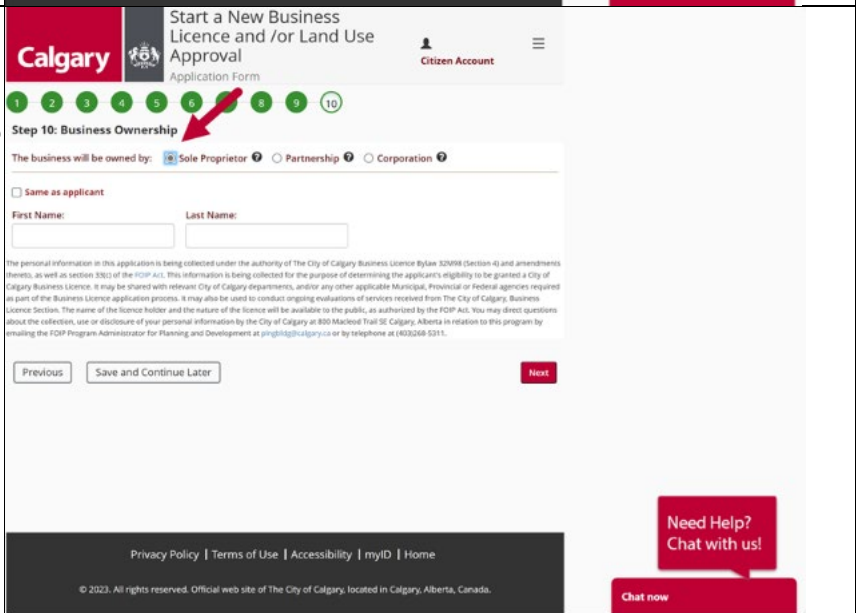 Start a New Business
Licence and /or Land Use
Approval
Application Form
Calgary
Citizen Account
1 2 3 4 5 6 8 9 10
Step 10: Business Ownership
The business will be owned by: Sole Proprietor ? Partnership ? Corporation ?
Same as applicant
First Name: Last Name:
The personal information in this application is being collected under the authority of The City of Calgary Business Licence Bylaw 32M98 (Section 4) and amendments
thereto, as well as section 33(c) of the FOIP Act. This information is being collected for the purpose of determining the applicant's eligibility to be granted a City of
Calgary Business Licence. It may be shared with relevant City of Calgary departments, and/or any other applicable Municipal, Provincial or Federal agencies required
as part of the Business Licence application process. It may also be used to conduct ongoing evaluations of services received from The City of Calgary, Business
Licence Section. The name of the licence holder and the nature of the licence will be available to the public, as authorized by the FOIP Act. You may direct questions
about the collection, use or disclosure of your personal information by the City of Calgary at 800 Macleod Trail SE Calgary, Alberta in relation to this program by
emailing the FOIP Program Administrator for Planning and Development at plngbldg@calgary.ca or by telephone at (403)268-5311.
Previous Save and Continue Later Next
Need Help?
Chat with us!
Privacy Policy | Terms of Use | Accessibility | myID | Home
© 2023. All rights reserved. Official web site of The City of Calgary, located in Calgary, Alberta, Canada.
Chat now